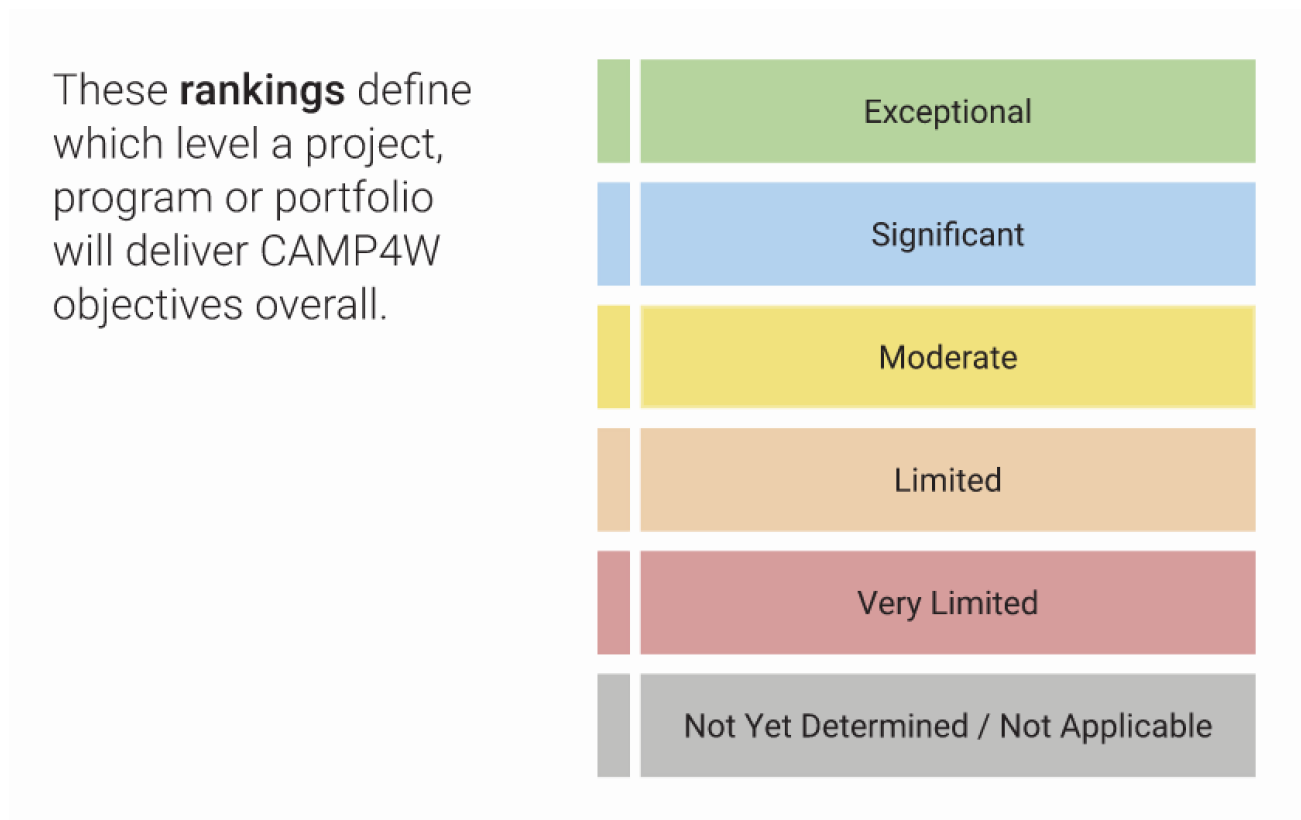 These rankings define
which level a project,
program or portfolio
will deliver CAMP4W
objectives overall.
Exceptional
Significant
Moderate
Limited
Very Limited
Not Yet Determined / Not Applicable